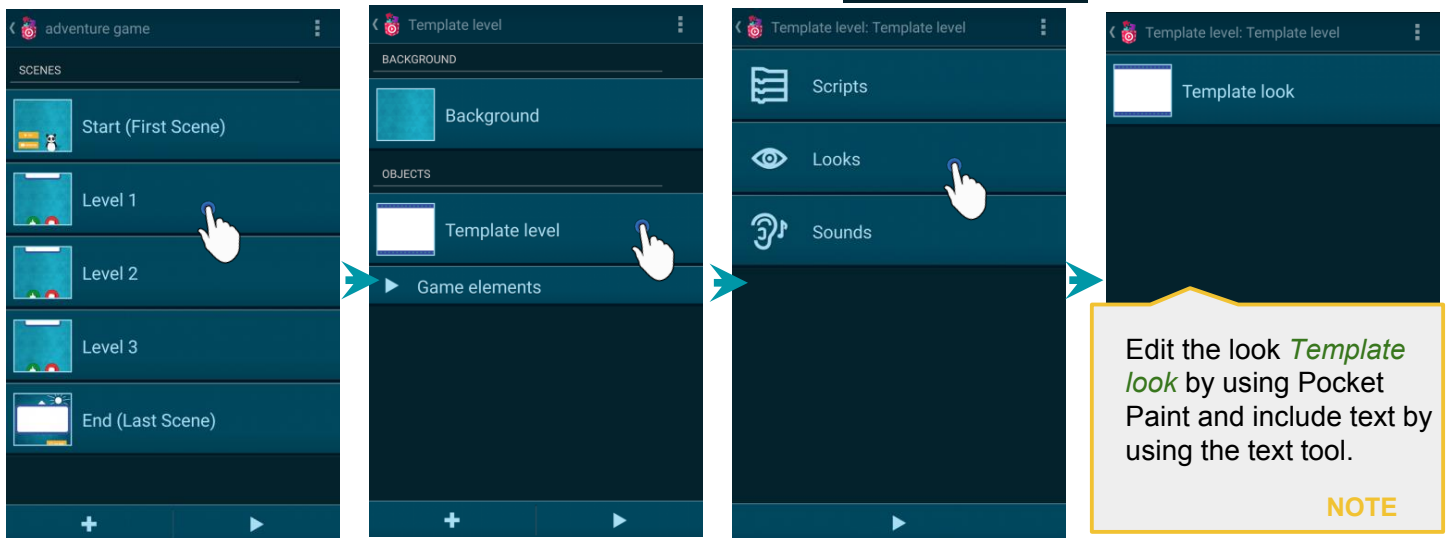 adventure game
SCENES
Start (First Scene)
Level 1
Level 2
Level 3
End (Last Scene)
Template level
BACKGROUND
Background
OBJECTS
Template level
Game elements
Template level: Template level
Scripts
Looks
Sounds
Template level: Template level
Template look
Edit the look Template
look by using Pocket
Paint and include text by
using the text tool.
NOTE